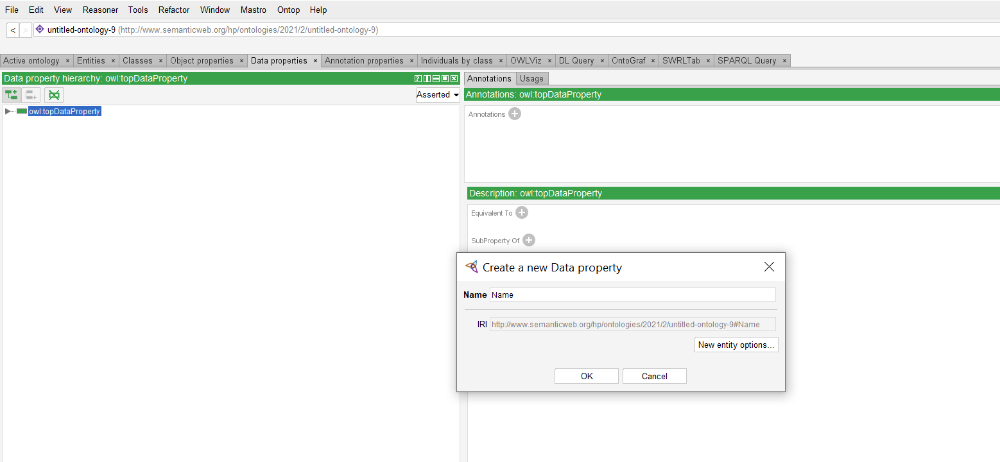 File Edit View Reasoner Tools Refactor Window Mastro Ontop Help
< > untitled-ontology-9 (http://www.semanticweb.org/hp/ontologies/2021/2/untitled-ontology-9)
Active ontology × Entities × Classes × Object properties × Data properties × Annotation properties × Individuals by class × OWLViz × DL Query × OntoGraf × SWRLTab × SPARQL Query ×
Data property hierarchy: owl:topDataProperty
Asserted
owl:topDataProperty
Annotations Usage
Annotations: owl:topDataProperty
Annotations
Description: owl:topDataProperty
Equivalent To
SubProperty Of
Create a new Data property
Name Name
IRI http://www.semanticweb.org/hp/ontologies/2021/2/untitled-ontology-9#Name
New entity options...
OK Cancel